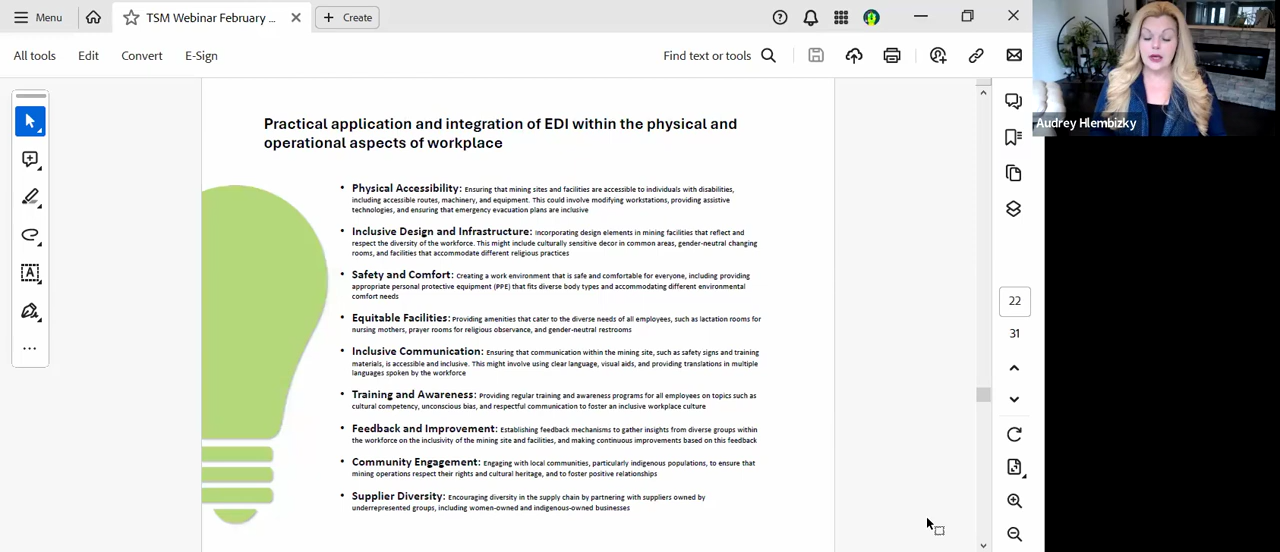 Menu
TSM Webinar February ...
Create
All tools
Edit
Convert
E-Sign
Find text or tools
Audrey Hlembizky
Practical application and integration of EDI within the physical and
operational aspects of workplace
• Physical Accessibility: Ensuring that mining sites and facilities are accessible to individuals with disabilities,
including accessible routes, machinery, and equipment. This could involve modifying workstations, providing assistive
technologies, and ensuring that emergency evacuation plans are inclusive
• Inclusive Design and Infrastructure: Incorporating design elements in mining facilities that reflect and
respect the diversity of the workforce. This might include culturally sensitive decor in common areas, gender-neutral changing
rooms, and facilities that accommodate different religious practices
• Safety and Comfort: Creating a work environment that is safe and comfortable for everyone, including providing
appropriate personal protective equipment (PPE) that fits diverse body types and accommodating different environmental
comfort needs
• Equitable Facilities: Providing amenities that cater to the diverse needs of all employees, such as lactation rooms for
nursing mothers, prayer rooms for religious observance, and gender-neutral restrooms
• Inclusive Communication: Ensuring that communication within the mining site, such as safety signs and training
materials, is accessible and inclusive. This might involve using clear language, visual aids, and providing translations in multiple
languages spoken by the workforce
• Training and Awareness: Providing regular training and awareness programs for all employees on topics such as
cultural competency, unconscious bias, and respectful communication to foster an inclusive workplace culture
• Feedback and Improvement: Establishing feedback mechanisms to gather insights from diverse groups within
the workforce on the inclusivity of the mining site and facilities, and making continuous improvements based on this feedback
• Community Engagement: Engaging with local communities, particularly indigenous populations, to ensure that
mining operations respect their rights and cultural heritage, and to foster positive relationships
• Supplier Diversity: Encouraging diversity in the supply chain by partnering with suppliers owned by
underrepresented groups, including women-owned and indigenous-owned businesses
22
31